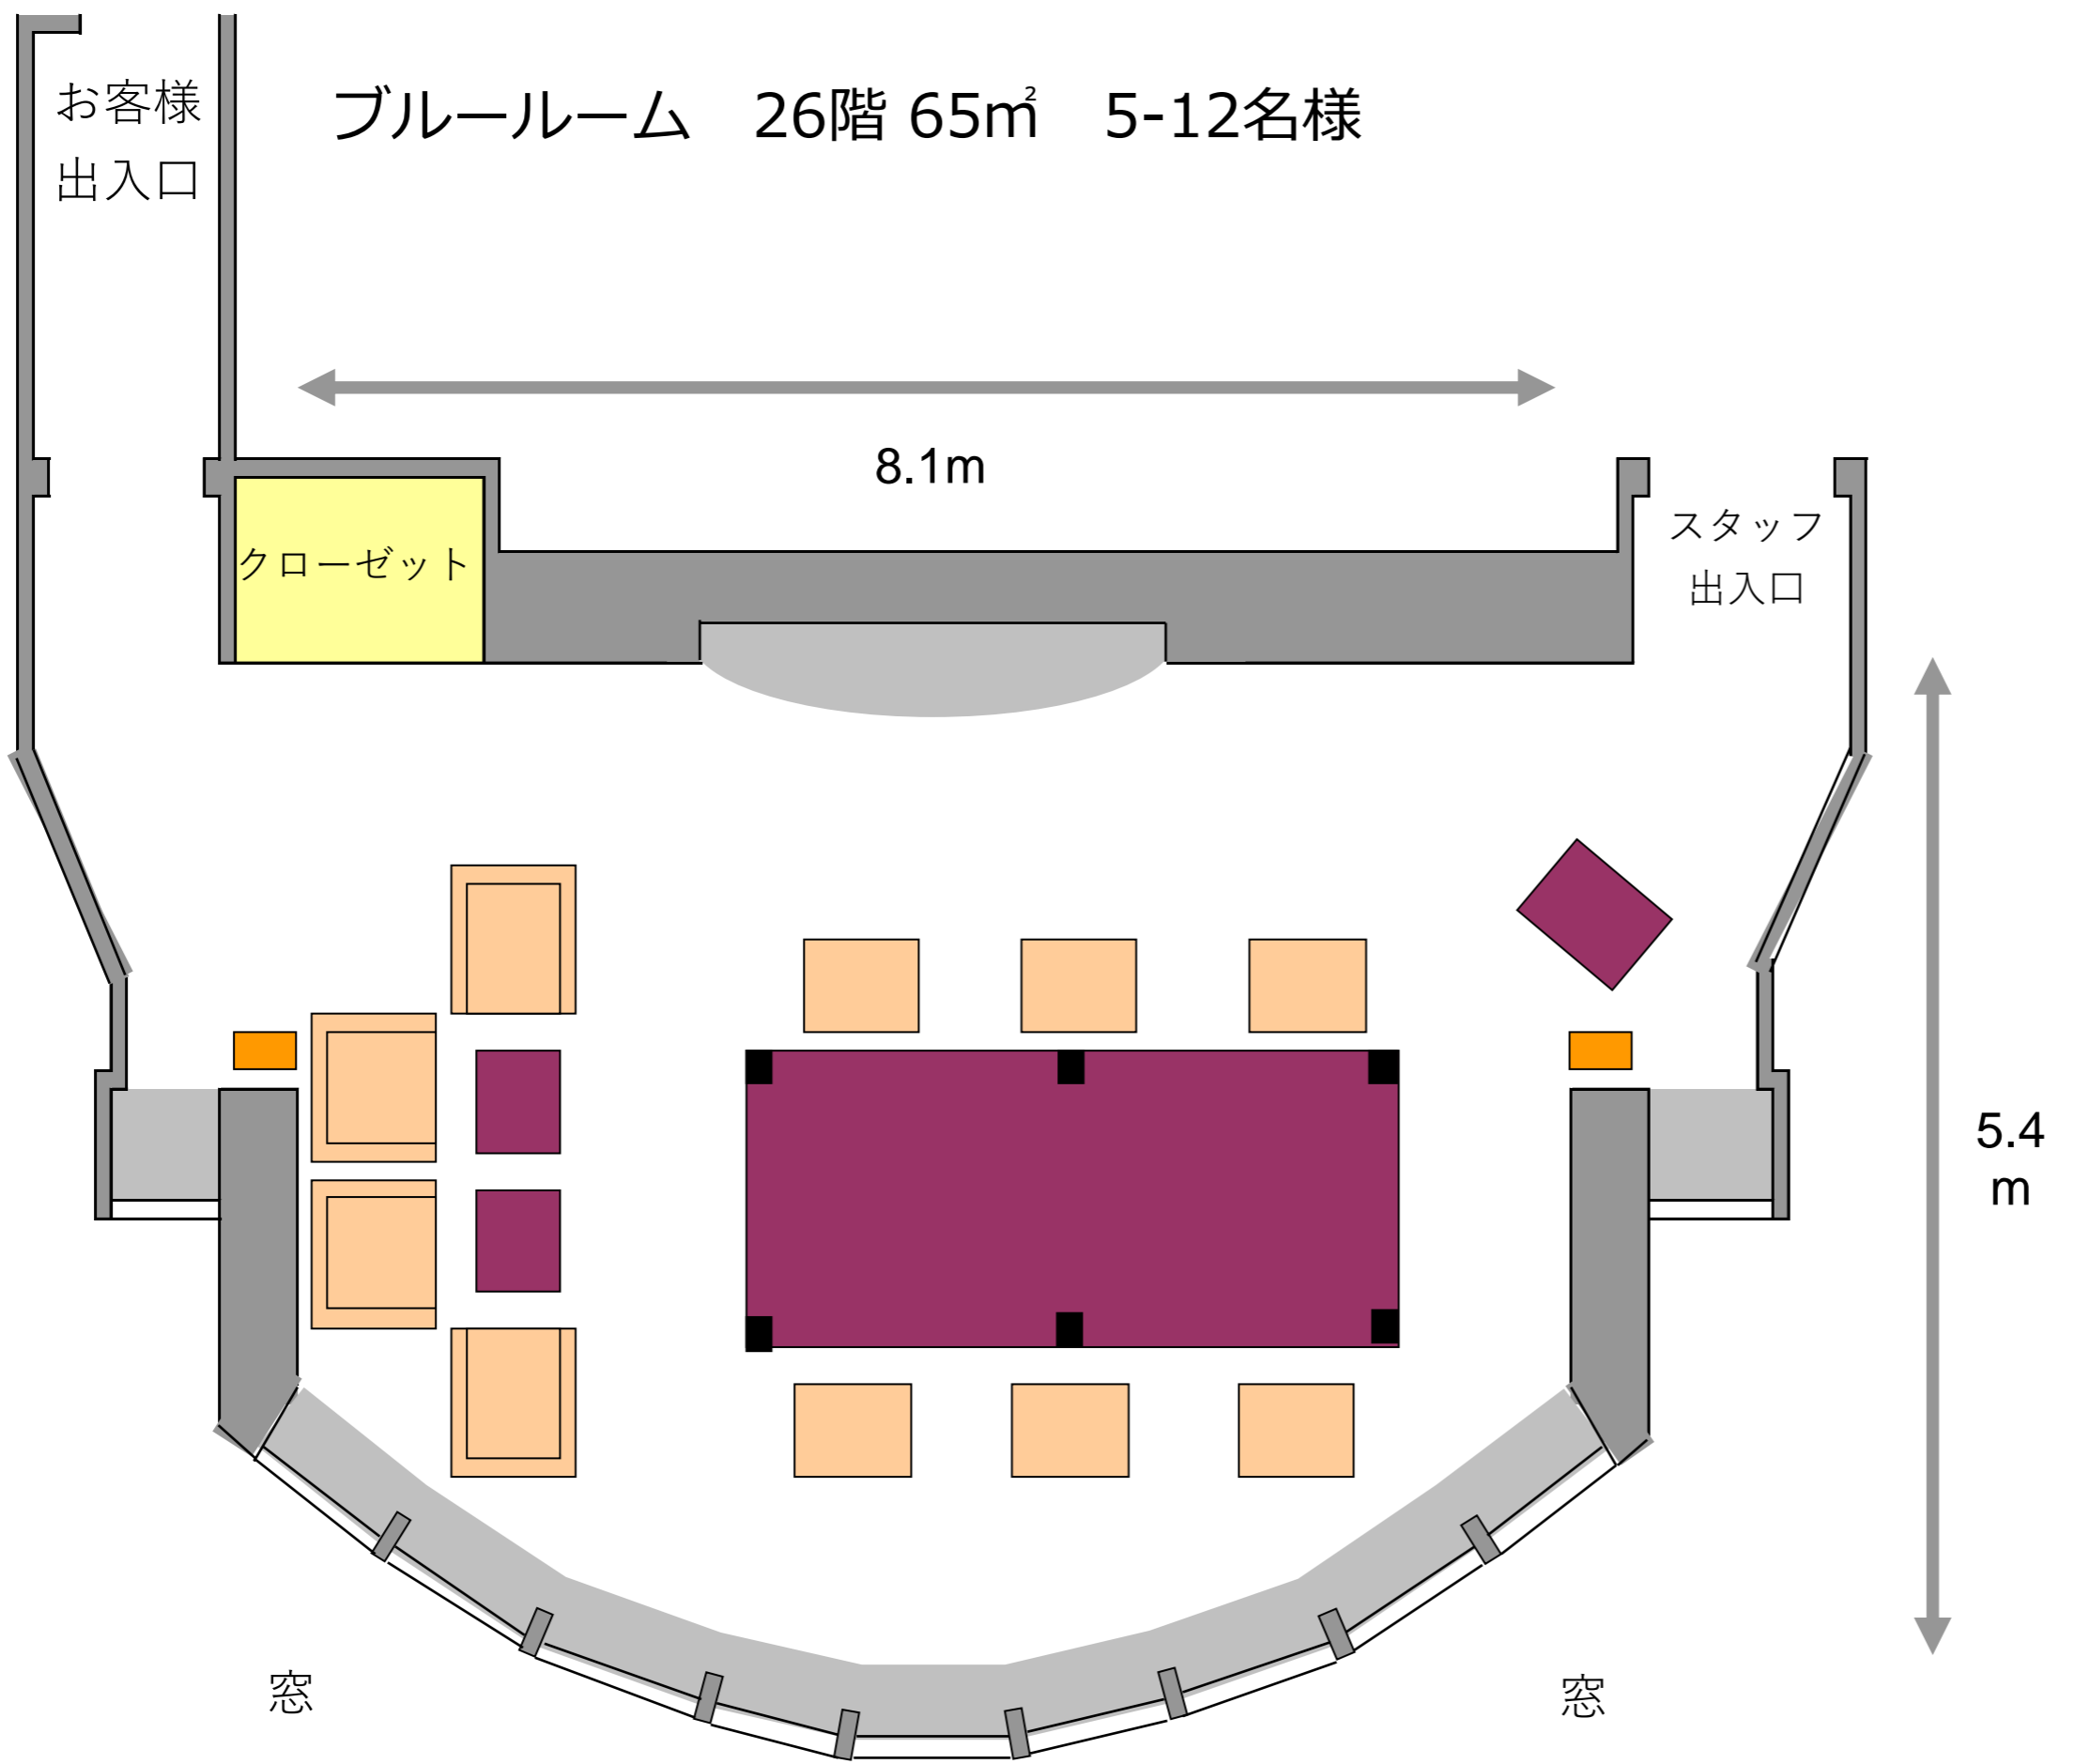 お客様
出入口
ブルールーム　26階 65㎡　5-12名様
8.1m
クローゼット
スタッフ
出入口
5.4
m
窓
窓